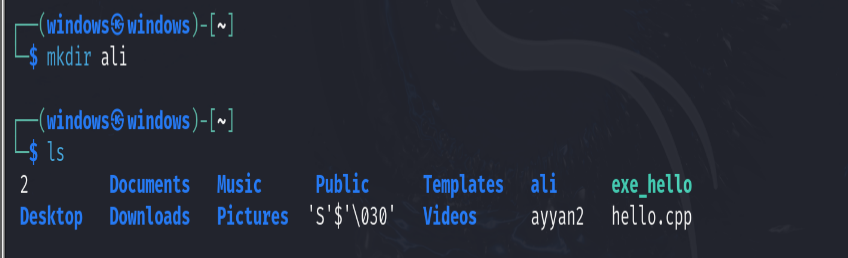 ┌──(windows㉿windows)-[~]
└─$ mkdir ali
┌──(windows㉿windows)-[~]
└─$ ls
2 Documents Music Public Templates ali exe_hello
Desktop Downloads Pictures 'S'$'\030' Videos ayyan2 hello.cpp